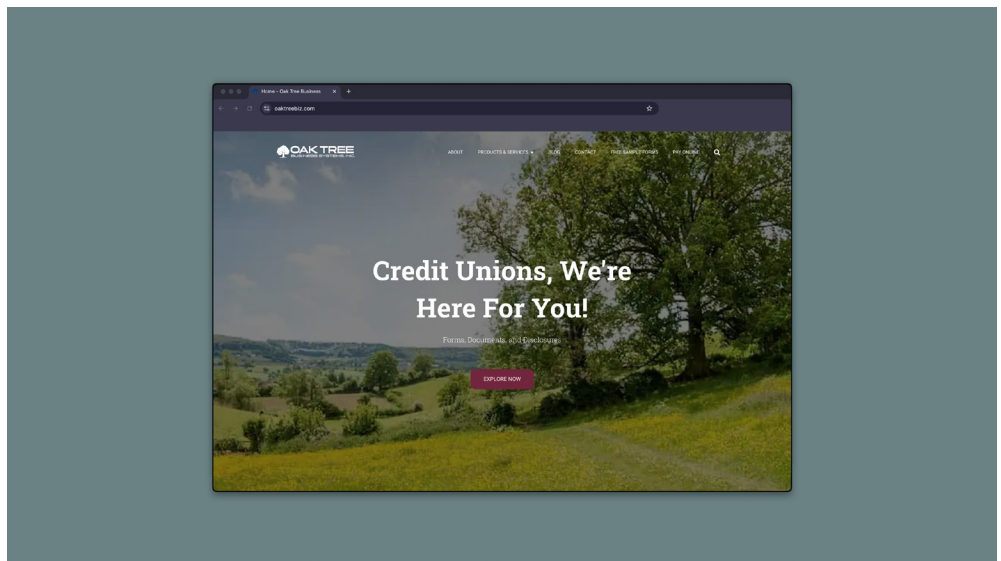 Home – Oak Tree Business
oaktreebiz.com
OAK TREE
BUSINESS SYSTEMS, INC.
ABOUT PRODUCTS & SERVICES BLOG CONTACT FREE SAMPLE FORMS PAY ONLINE
Credit Unions, We're
Here For You!
Forms, Documents, and Disclosures
EXPLORE NOW